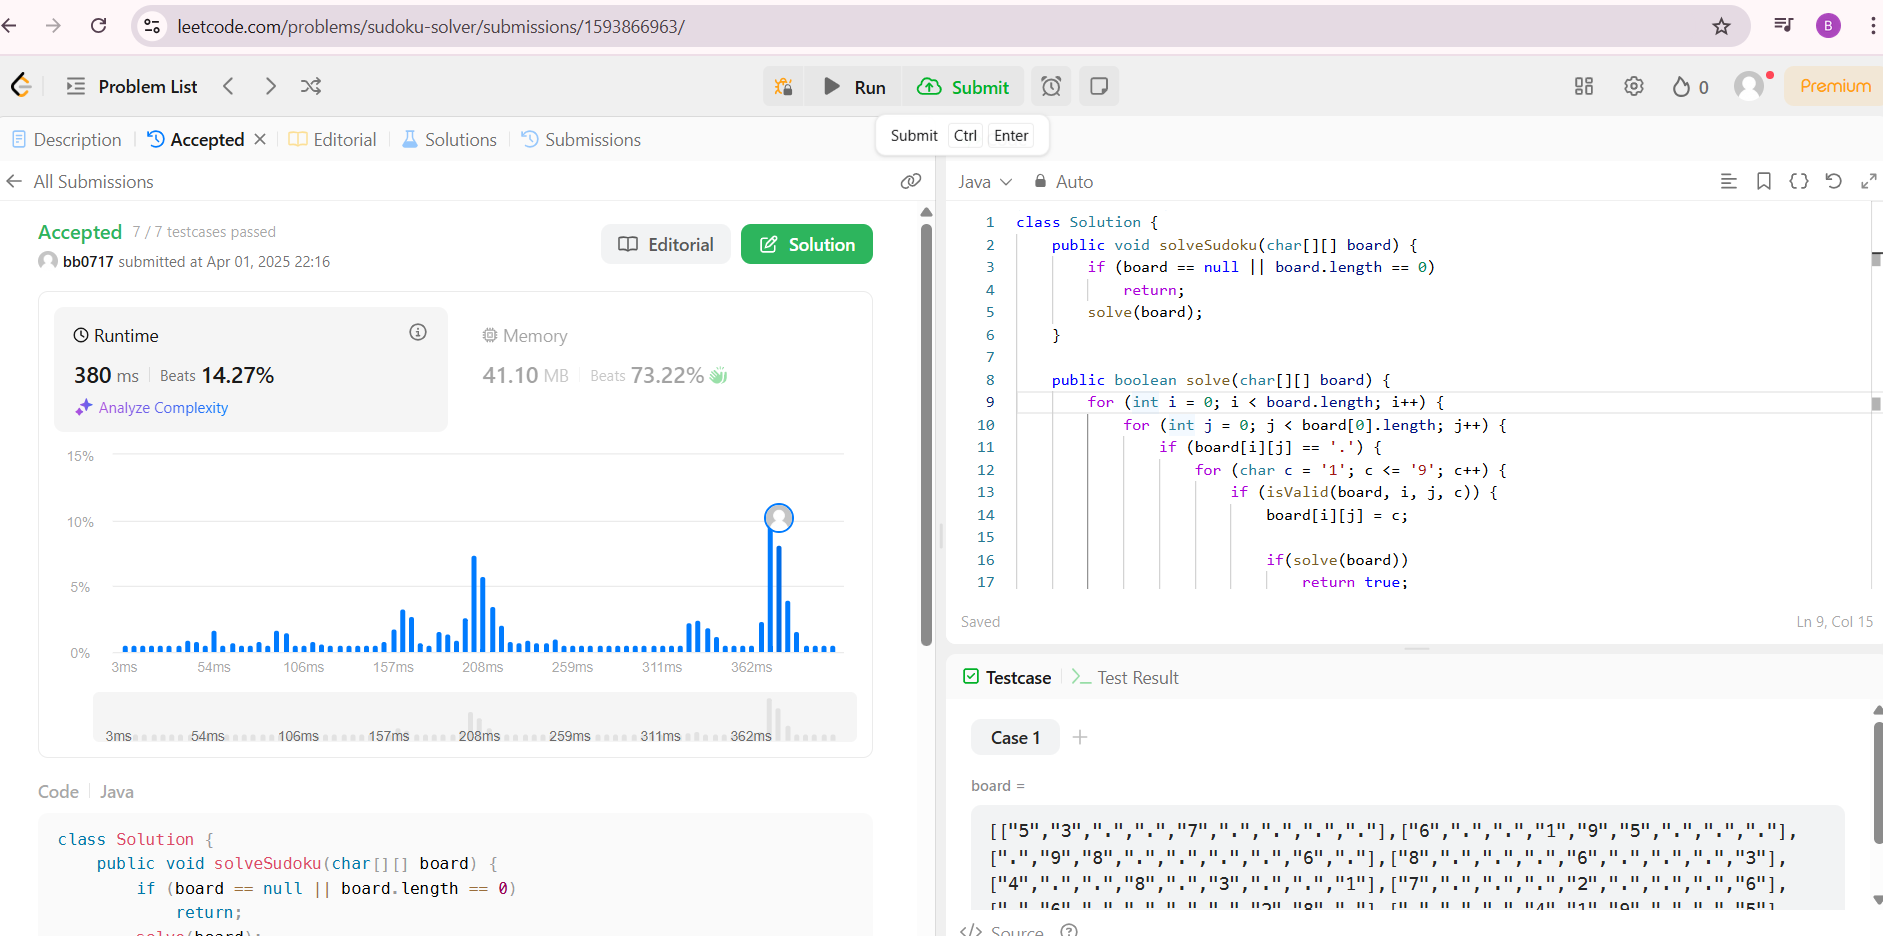 leetcode.com/problems/sudoku-solver/submissions/1593866963/
B
Problem List
Run
Submit
0
Premium
Description
Accepted
Editorial
Solutions
Submissions
Submit Ctrl Enter
All Submissions
Accepted 7 / 7 testcases passed
bb0717 submitted at Apr 01, 2025 22:16
Editorial
Solution
Runtime
380 ms Beats 14.27%
Analyze Complexity
Memory
41.10 MB Beats 73.22%
15%
10%
5%
0%
3ms 54ms 106ms 157ms 208ms 259ms 311ms 362ms
3ms 54ms 106ms 157ms 208ms 259ms 311ms 362ms
Code Java
class Solution {
    public void solveSudoku(char[][] board) {
        if (board == null || board.length == 0)
            return;
        solve(board);
Java Auto
1 class Solution {
2     public void solveSudoku(char[][] board) {
3         if (board == null || board.length == 0)
4             return;
5         solve(board);
6     }
7
8     public boolean solve(char[][] board) {
9         for (int i = 0; i < board.length; i++) {
10             for (int j = 0; j < board[0].length; j++) {
11                 if (board[i][j] == '.') {
12                     for (char c = '1'; c <= '9'; c++) {
13                         if (isValid(board, i, j, c)) {
14                             board[i][j] = c;
15
16                             if(solve(board))
17                                 return true;
Saved
Ln 9, Col 15
Testcase
Test Result
Case 1
board =
[["5","3",".",".","7",".",".",".","."],["6",".",".","1","9","5",".",".","."],
[".","9","8",".",".",".",".","6","."],["8",".",".",".","6",".",".",".","3"],
["4",".",".","8",".","3",".",".","1"],["7",".",".",".","2",".",".",".","6"],
[".","6",".",".",".",".","2","8","."],[".",".",".","4","1","9",".",".","5"],
Source